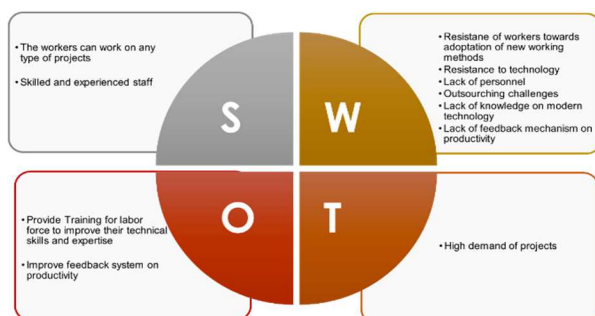 • The workers can work on any
type of projects
• Skilled and experienced staff
S
W
• Resistane of workers towards
adoptation of new working
methods
• Resistance to technology
• Lack of personnel
• Outsourching challenges
• Lack of knowledge on modern
technology
• Lack of feedback mechanism on
productivity
• Provide Training for labor
force to improve their technical
skills and expertise
• Improve feedback system on
productivity
O
T
• High demand of projects